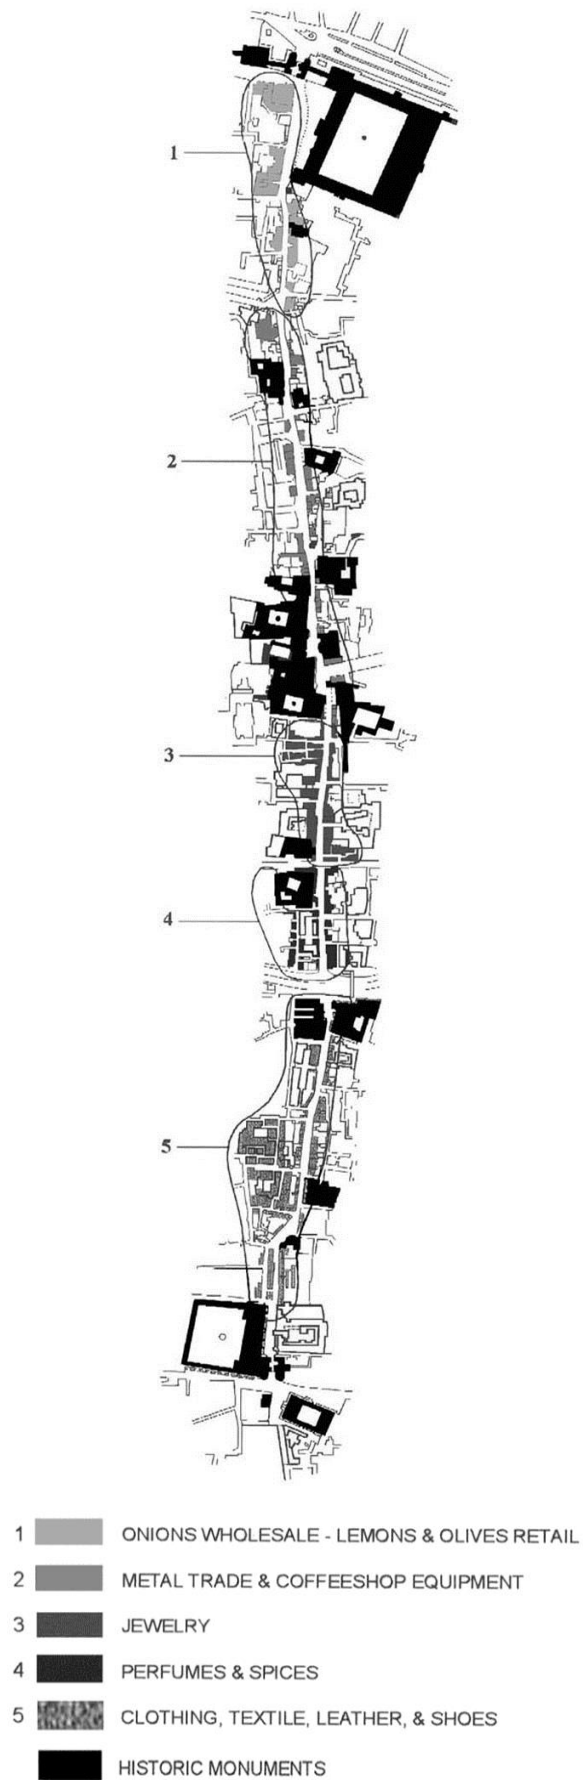 1
2
3
4
5
1 ONIONS WHOLESALE - LEMONS & OLIVES RETAIL
2 METAL TRADE & COFFEESHOP EQUIPMENT
3 JEWELRY
4 PERFUMES & SPICES
5 CLOTHING, TEXTILE, LEATHER, & SHOES
HISTORIC MONUMENTS